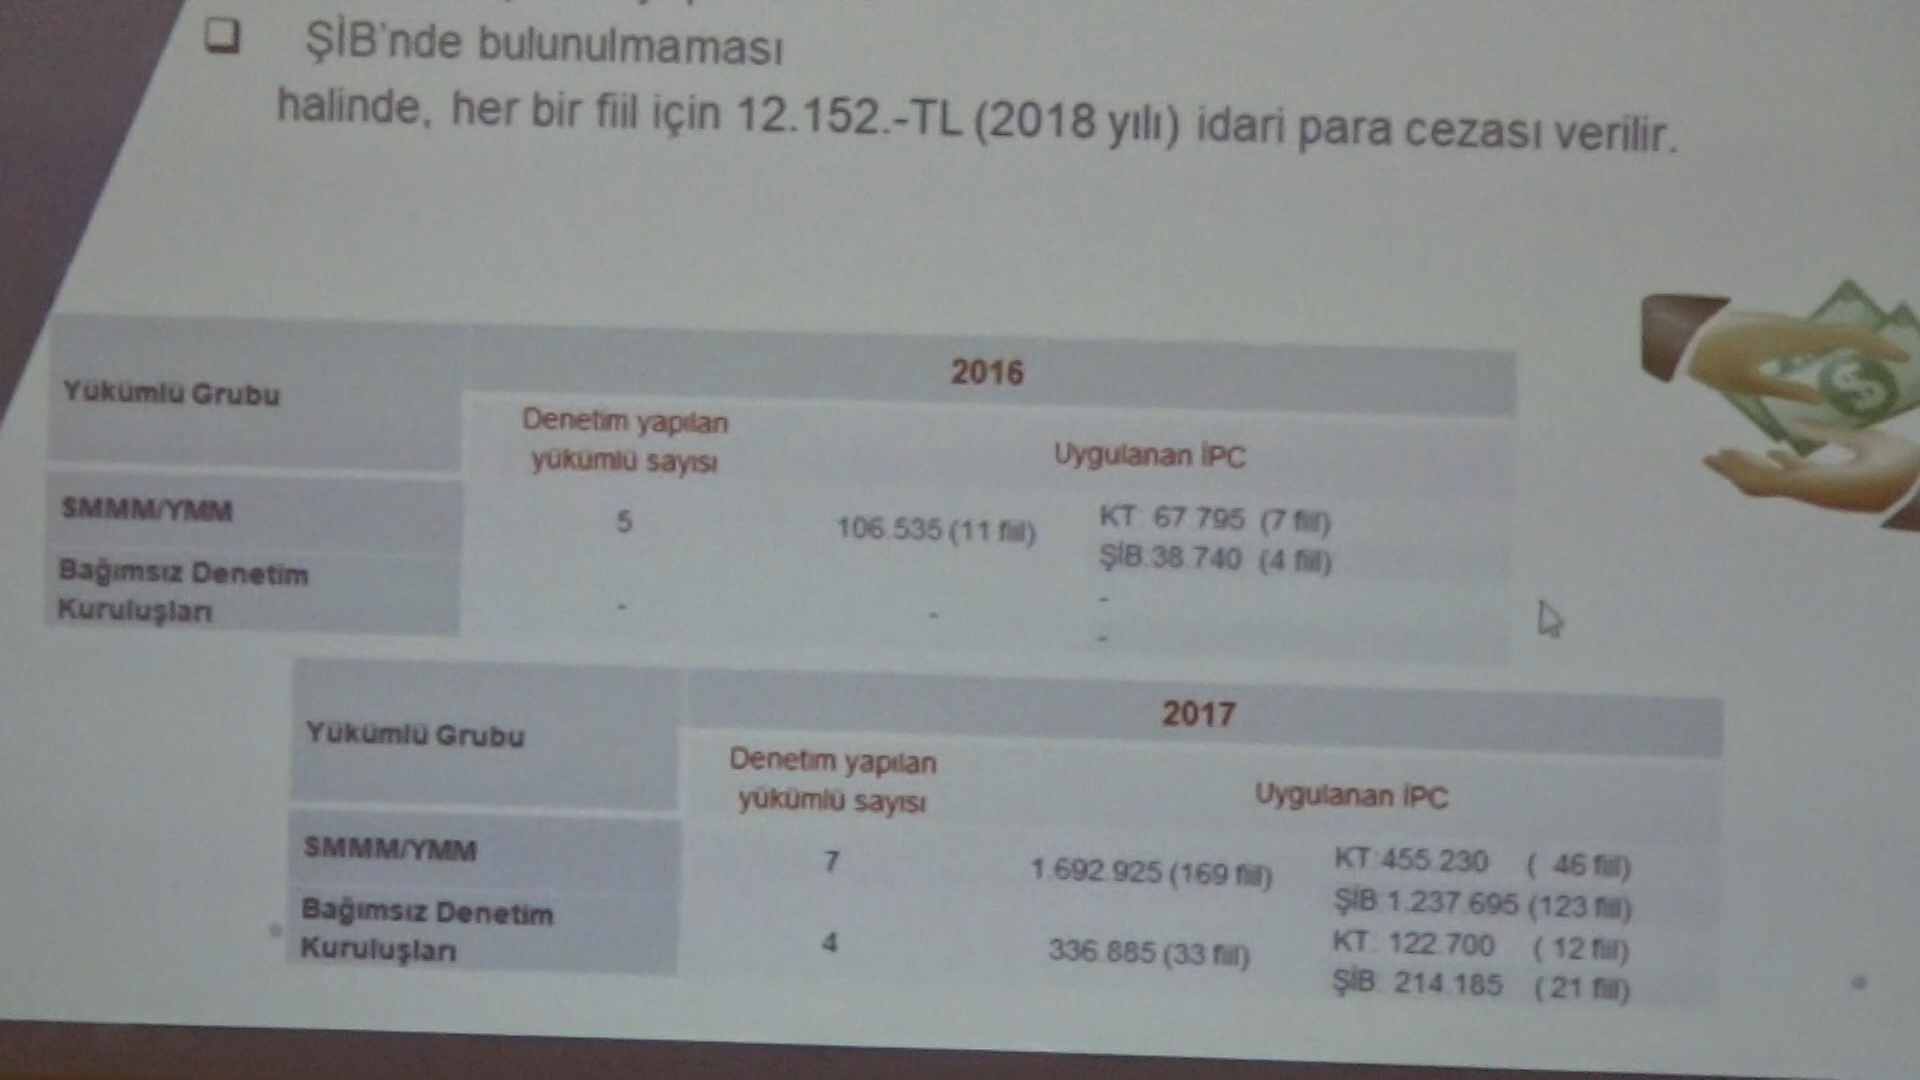 ŞİB'nde bulunulmaması
halinde, her bir fiil için 12.152.-TL (2018 yılı) idari para cezası verilir.
Yükümlü Grubu
2016
Denetim yapılan
yükümlü sayısı
Uygulanan İPC
SMMM/YMM
5
106.535 (11 fiil)
KT: 67.795 (7 fiil)
ŞİB:38.740 (4 fiil)
Bağımsız Denetim
Kuruluşları
-
-
-
-
Yükümlü Grubu
2017
Denetim yapılan
yükümlü sayısı
Uygulanan İPC
SMMM/YMM
7
1.692.925 (169 fiil)
KT:455.230 ( 46 fiil)
ŞİB:1.237.695 (123 fiil)
Bağımsız Denetim
Kuruluşları
4
336.885 (33 fiil)
KT: 122.700 ( 12 fiil)
ŞİB: 214.185 ( 21 fiil)